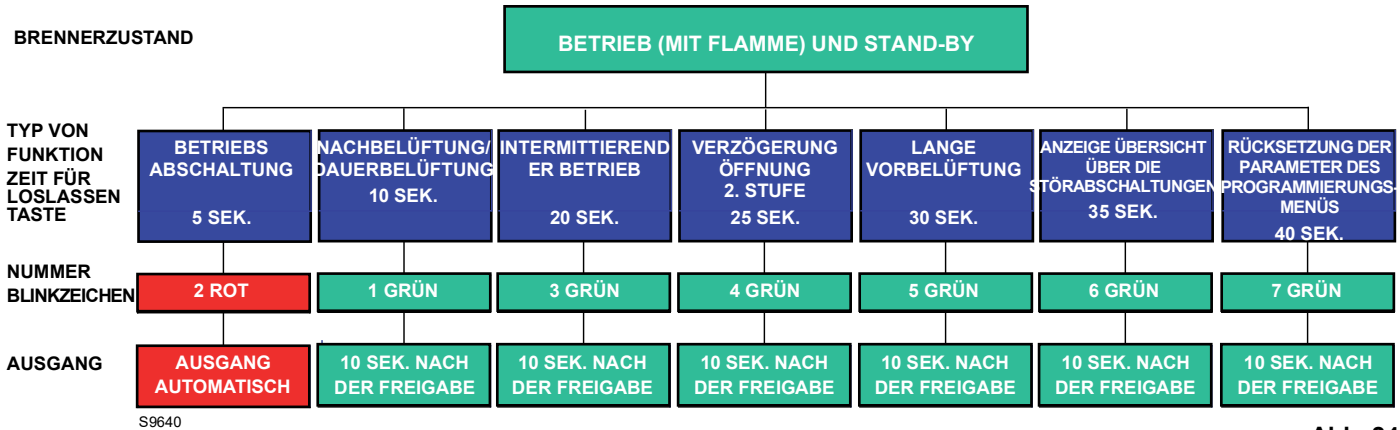 BRENNERZUSTAND
BETRIEB (MIT FLAMME) UND STAND-BY
TYP VON
FUNKTION
ZEIT FÜR
LOSLASSEN
TASTE
BETRIEBS
ABSCHALTUNG
5 SEK.
NACHBELÜFTUNG/
DAUERBELÜFTUNG
10 SEK.
INTERMITTIEREND
ER BETRIEB
20 SEK.
VERZÖGERUNG
ÖFFNUNG
2. STUFE
25 SEK.
LANGE
VORBELÜFTUNG
30 SEK.
ANZEIGE ÜBERSICHT
ÜBER DIE
STÖRABSCHALTUNGEN
35 SEK.
RÜCKSETZUNG DER
PARAMETER DES
PROGRAMMIERUNGS-
MENÜS
40 SEK.
NUMMER
BLINKZEICHEN
2 ROT
1 GRÜN
3 GRÜN
4 GRÜN
5 GRÜN
6 GRÜN
7 GRÜN
AUSGANG
AUSGANG
AUTOMATISCH
10 SEK. NACH
DER FREIGABE
10 SEK. NACH
DER FREIGABE
10 SEK. NACH
DER FREIGABE
10 SEK. NACH
DER FREIGABE
10 SEK. NACH
DER FREIGABE
10 SEK. NACH
DER FREIGABE
S9640